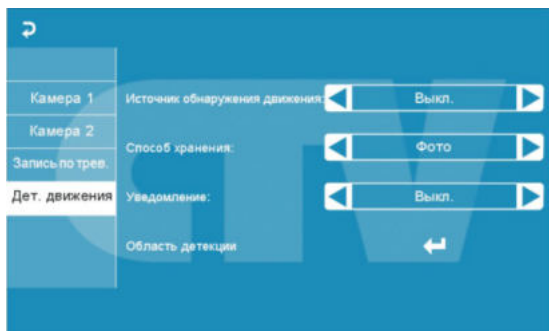 Камера 1
Источник обнаружения движения: Выкл.
Камера 2
Способ хранения: Фото
Запись по трев.
Дет. движения
Уведомление: Выкл.
Область детекции
CTV